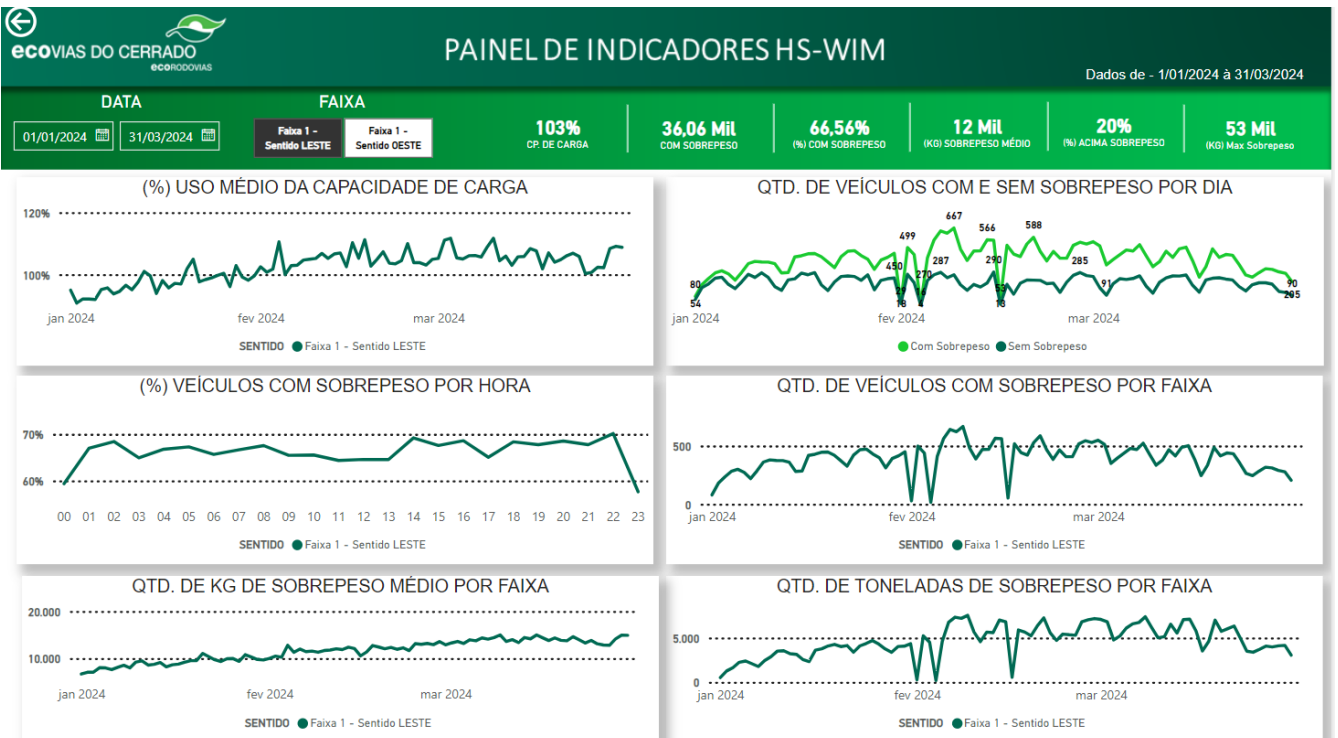 ecoVIAS DO CERRADO
ecoRODOVIAS
PAINEL DE INDICADORES HS-WIM
Dados de - 1/01/2024 à 31/03/2024
DATA
01/01/2024
31/03/2024
FAIXA
Faixa 1 -
Sentido LESTE
Faixa 1 -
Sentido OESTE
103%
CP. DE CARGA
36,06 Mil
COM SOBREPESO
66,56%
(%) COM SOBREPESO
12 Mil
(KG) SOBREPESO MÉDIO
20%
(%) ACIMA SOBREPESO
53 Mil
(KG) Max Sobrepeso
(%) USO MÉDIO DA CAPACIDADE DE CARGA
120%
100%
jan 2024 fev 2024 mar 2024
SENTIDO Faixa 1 - Sentido LESTE
QTD. DE VEÍCULOS COM E SEM SOBREPESO POR DIA
667
499 566 588
450 287 290 285
80 29 270 53 91 90
54 18 4 13
jan 2024 fev 2024 mar 2024
Com Sobrepeso Sem Sobrepeso
(%) VEÍCULOS COM SOBREPESO POR HORA
70%
60%
00 01 02 03 04 05 06 07 08 09 10 11 12 13 14 15 16 17 18 19 20 21 22 23
SENTIDO Faixa 1 - Sentido LESTE
QTD. DE VEÍCULOS COM SOBREPESO POR FAIXA
500
0
jan 2024 fev 2024 mar 2024
SENTIDO Faixa 1 - Sentido LESTE
QTD. DE KG DE SOBREPESO MÉDIO POR FAIXA
20.000
10.000
jan 2024 fev 2024 mar 2024
SENTIDO Faixa 1 - Sentido LESTE
QTD. DE TONELADAS DE SOBREPESO POR FAIXA
5.000
0
jan 2024 fev 2024 mar 2024
SENTIDO Faixa 1 - Sentido LESTE